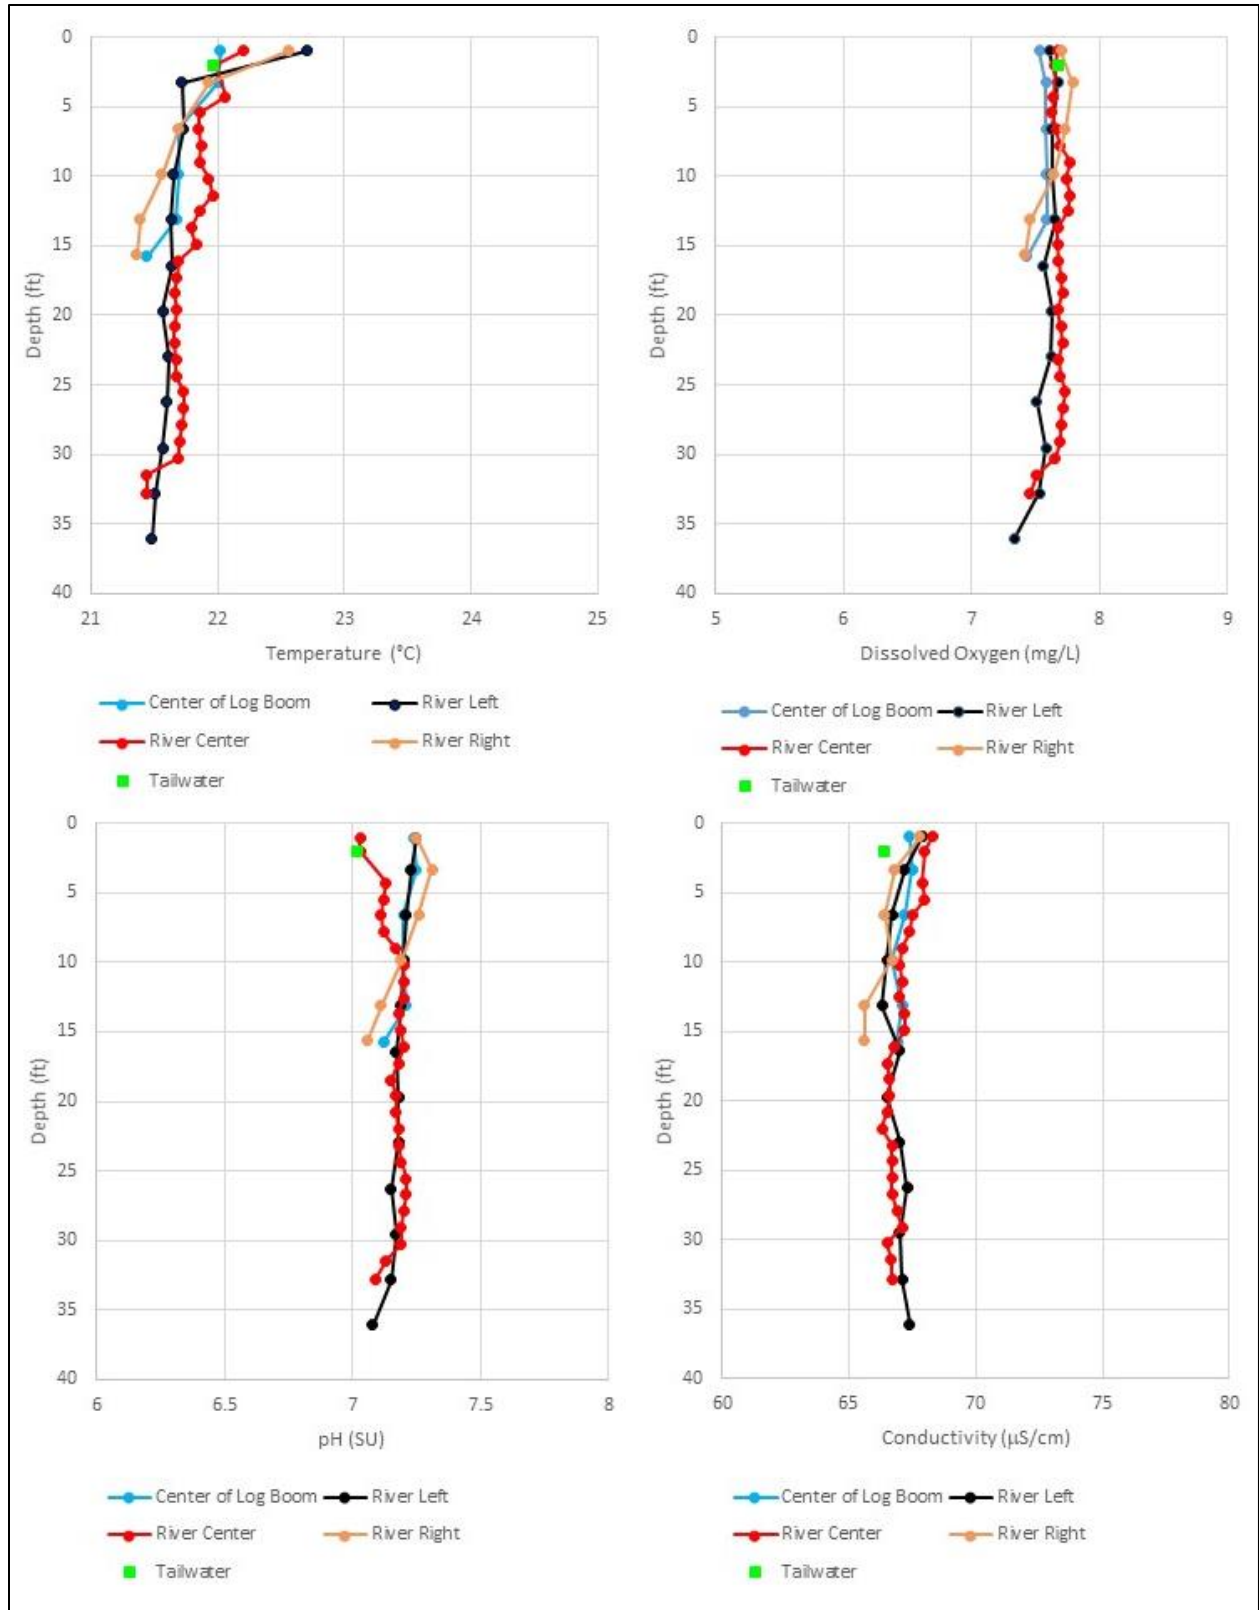 0
5
10
15
20
25
30
35
40
Depth (ft)
21 22 23 24 25
Temperature (°C)
Center of Log Boom River Left
River Center River Right
Tailwater
0
5
10
15
20
25
30
35
40
Depth (ft)
5 6 7 8 9
Dissolved Oxygen (mg/L)
Center of Log Boom River Left
River Center River Right
Tailwater
0
5
10
15
20
25
30
35
40
Depth (ft)
6 6.5 7 7.5 8
pH (SU)
Center of Log Boom River Left
River Center River Right
Tailwater
0
5
10
15
20
25
30
35
40
Depth (ft)
60 65 70 75 80
Conductivity (µS/cm)
Center of Log Boom River Left
River Center River Right
Tailwater